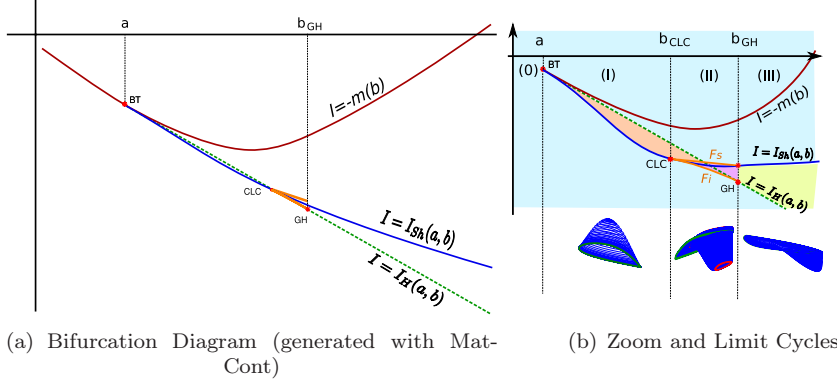 a
b GH
BT
I=-m(b)
CLC
GH
I = I_Sh(a,b)
I = I_H(a,b)
(a) Bifurcation Diagram (generated with Mat-
Cont)
a
b CLC
b GH
(0)
BT
(I)
(II)
(III)
I=-m(b)
Fs
I = I_Sh(a,b)
CLC
Fi
GH
I = I_H(a,b)
(b) Zoom and Limit Cycles